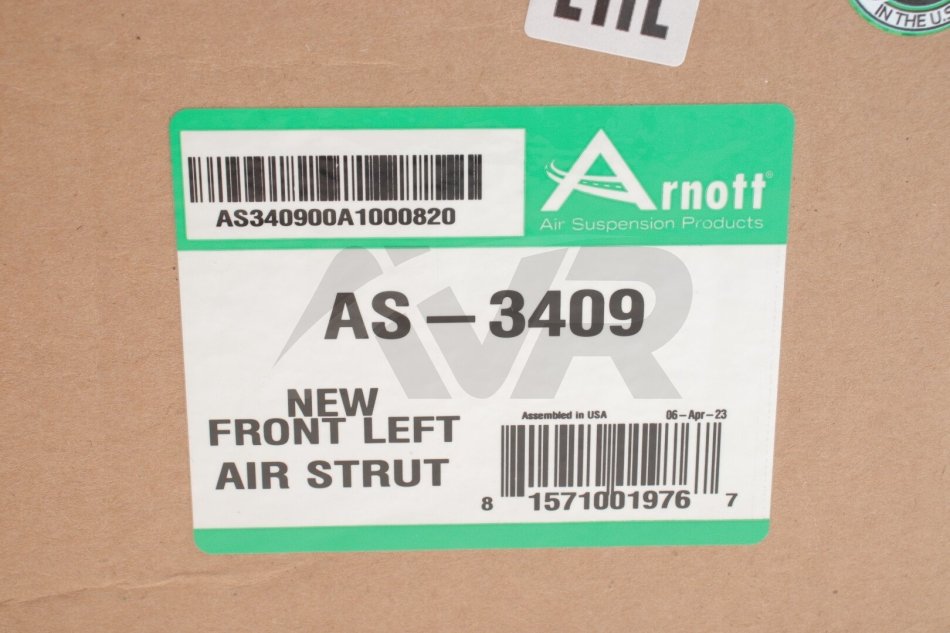 IN THE U.S
AS340900A1000820
Arnott®
Air Suspension Products
VR
AS-3409
NEW
FRONT LEFT
AIR STRUT
Assembled in USA 06-Apr-23
8 1571001976 7